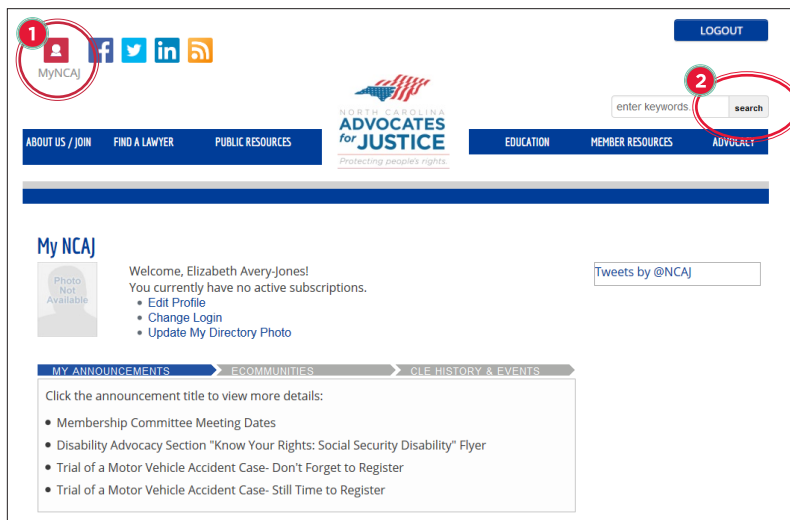 1
MyNCAJ
LOGOUT
2
enter keywords
search
ABOUT US / JOIN
FIND A LAWYER
PUBLIC RESOURCES
NORTH CAROLINA
ADVOCATES
for JUSTICE
Protecting people's rights.
EDUCATION
MEMBER RESOURCES
ADVOCACY
My NCAJ
Photo
Not
Available
Welcome, Elizabeth Avery-Jones!
You currently have no active subscriptions.
• Edit Profile
• Change Login
• Update My Directory Photo
Tweets by @NCAJ
MY ANNOUNCEMENTS
ECOMMUNITIES
CLE HISTORY & EVENTS
Click the announcement title to view more details:
• Membership Committee Meeting Dates
• Disability Advocacy Section "Know Your Rights: Social Security Disability" Flyer
• Trial of a Motor Vehicle Accident Case- Don't Forget to Register
• Trial of a Motor Vehicle Accident Case- Still Time to Register